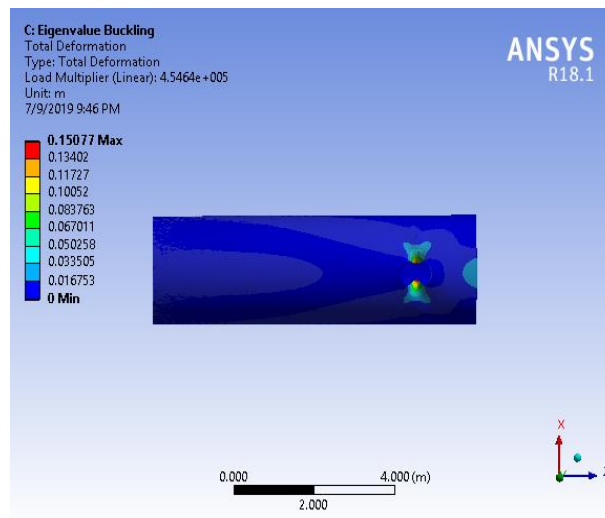 C: Eigenvalue Buckling
Total Deformation
Type: Total Deformation
Load Multiplier (Linear): 4.5464e+005
Unit: m
7/9/2019 9:46 PM
ANSYS
R18.1
0.15077 Max
0.13402
0.11727
0.10052
0.083763
0.067011
0.050258
0.033505
0.016753
0 Min
0.000
4.000 (m)
2.000
X
Z